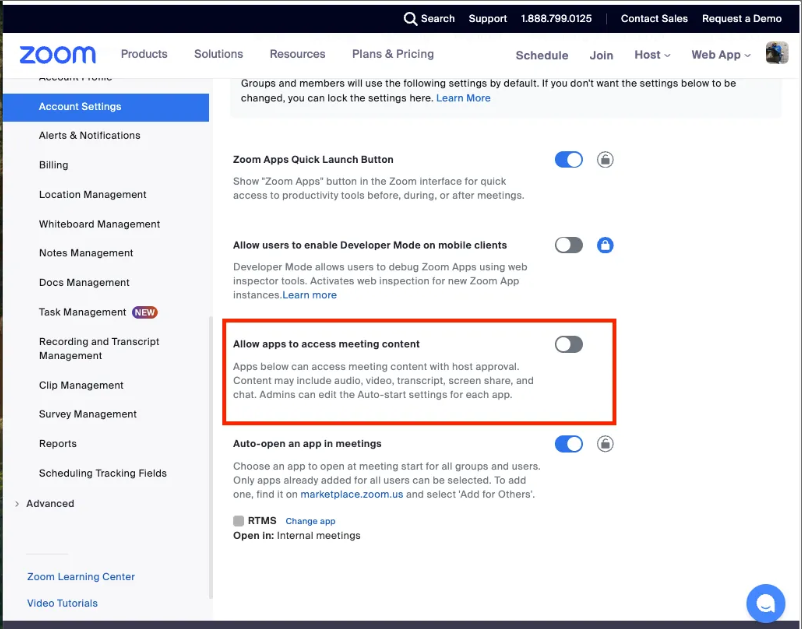 Search Support 1.888.799.0125 Contact Sales Request a Demo
zoom Products Solutions Resources Plans & Pricing Schedule Join Host Web App
Account Profile
Account Settings
Alerts & Notifications
Billing
Location Management
Whiteboard Management
Notes Management
Docs Management
Task Management NEW
Recording and Transcript
Management
Clip Management
Survey Management
Reports
Scheduling Tracking Fields
Advanced
Zoom Learning Center
Video Tutorials
Groups and members will use the following settings by default. If you don't want the settings below to be
changed, you can lock the settings here. Learn More
Zoom Apps Quick Launch Button
Show "Zoom Apps" button in the Zoom interface for quick
access to productivity tools before, during, or after meetings.
Allow users to enable Developer Mode on mobile clients
Developer Mode allows users to debug Zoom Apps using web
inspector tools. Activates web inspection for new Zoom App
instances.Learn more
Allow apps to access meeting content
Apps below can access meeting content with host approval.
Content may include audio, video, transcript, screen share, and
chat. Admins can edit the Auto-start settings for each app.
Auto-open an app in meetings
Choose an app to open at meeting start for all groups and users.
Only apps already added for all users can be selected. To add
one, find it on marketplace.zoom.us and select 'Add for Others'.
RTMS Change app
Open in: Internal meetings